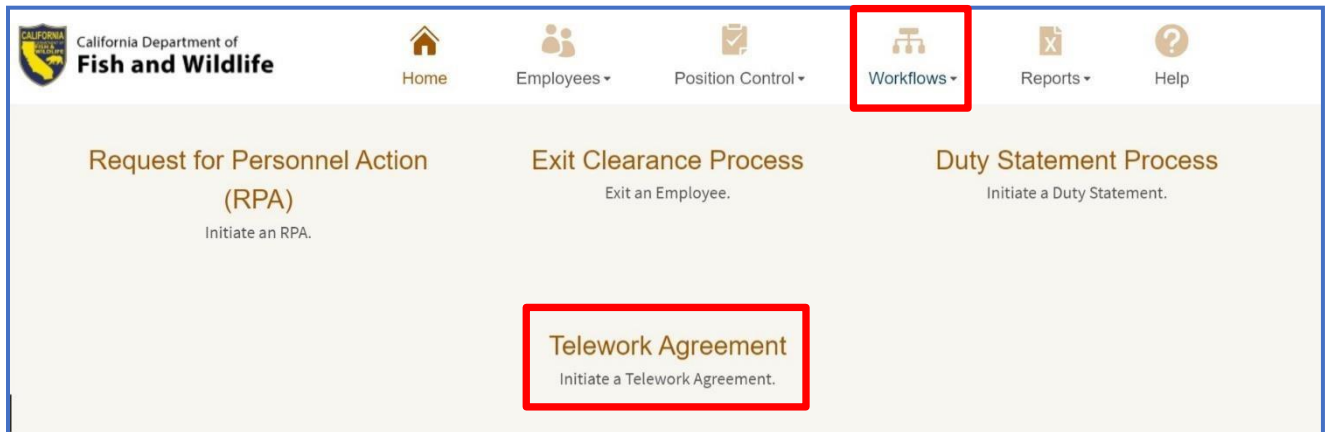 CALIFORNIA
California Department of
Fish and Wildlife
Home
Employees
Position Control
Workflows
Reports
Help
Request for Personnel Action
(RPA)
Initiate an RPA.
Exit Clearance Process
Exit an Employee.
Duty Statement Process
Initiate a Duty Statement.
Telework Agreement
Initiate a Telework Agreement.